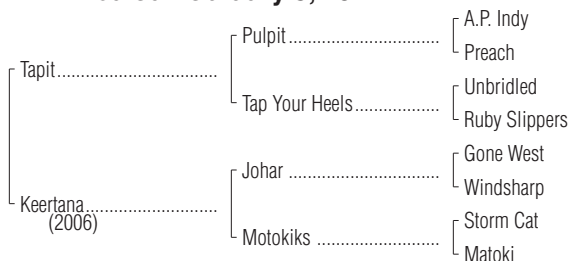 A.P. Indy
Pulpit
Preach
Tapit
Unbridled
Tap Your Heels
Ruby Slippers
Gone West
Johar
Windsharp
Keertana
(2006)
Storm Cat
Motokiks
Matoki